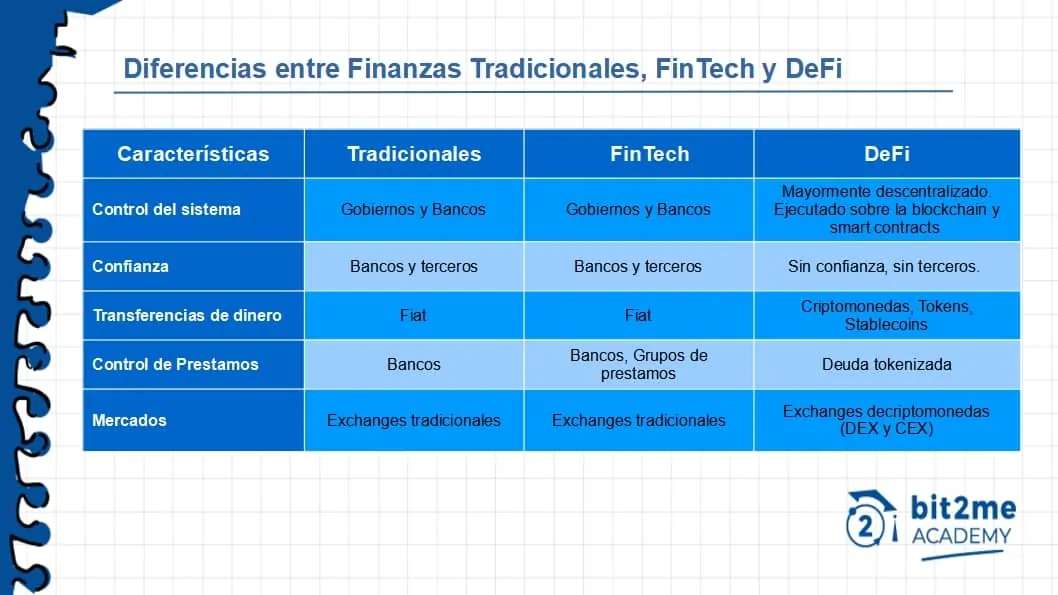 Diferencias entre Finanzas Tradicionales, FinTech y DeFi
Características
Tradicionales
FinTech
DeFi
Control del sistema
Gobiernos y Bancos
Gobiernos y Bancos
Mayormente descentralizado.
Ejecutado sobre la blockchain y
smart contracts
Confianza
Bancos y terceros
Bancos y terceros
Sin confianza, sin terceros.
Transferencias de dinero
Fiat
Fiat
Criptomonedas, Tokens,
Stablecoins
Control de Prestamos
Bancos
Bancos, Grupos de
prestamos
Deuda tokenizada
Mercados
Exchanges tradicionales
Exchanges tradicionales
Exchanges decriptomonedas
(DEX y CEX)
2
bit2me
ACADEMY